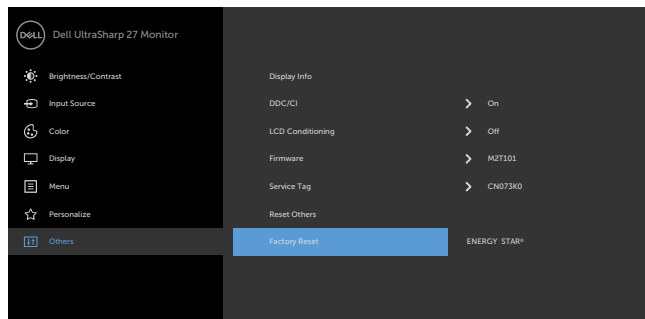 DELL Dell UltraSharp 27 Monitor
Brightness/Contrast Display Info
Input Source DDC/CI On
Color LCD Conditioning Off
Display Firmware M2T101
Menu Service Tag CN073K0
Personalize Reset Others
Others Factory Reset ENERGY STAR®